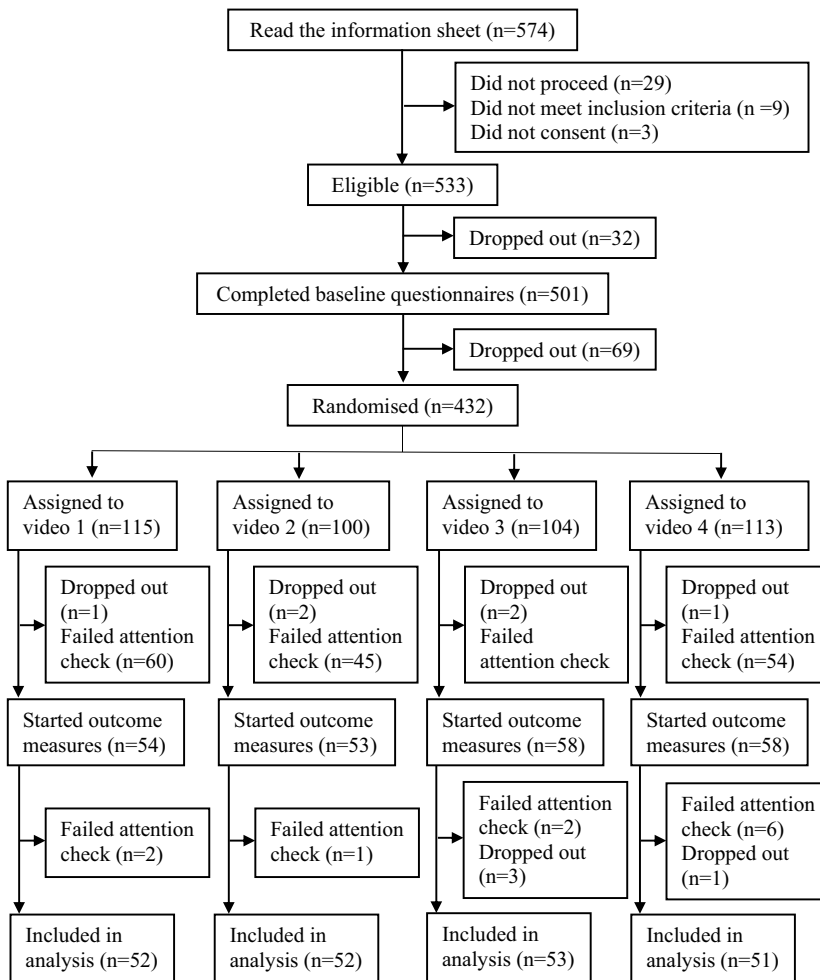 Read the information sheet (n=574)
Did not proceed (n=29)
Did not meet inclusion criteria (n =9)
Did not consent (n=3)
Eligible (n=533)
Dropped out (n=32)
Completed baseline questionnaires (n=501)
Dropped out (n=69)
Randomised (n=432)
Assigned to
video 1 (n=115)
Assigned to
video 2 (n=100)
Assigned to
video 3 (n=104)
Assigned to
video 4 (n=113)
Dropped out
(n=1)
Failed attention
check (n=60)
Dropped out
(n=2)
Failed attention
check (n=45)
Dropped out
(n=2)
Failed
attention check
Dropped out
(n=1)
Failed attention
check (n=54)
Started outcome
measures (n=54)
Started outcome
measures (n=53)
Started outcome
measures (n=58)
Started outcome
measures (n=58)
Failed attention
check (n=2)
Failed attention
check (n=1)
Failed attention
check (n=2)
Dropped out
(n=3)
Failed attention
check (n=6)
Dropped out
(n=1)
Included in
analysis (n=52)
Included in
analysis (n=52)
Included in
analysis (n=53)
Included in
analysis (n=51)